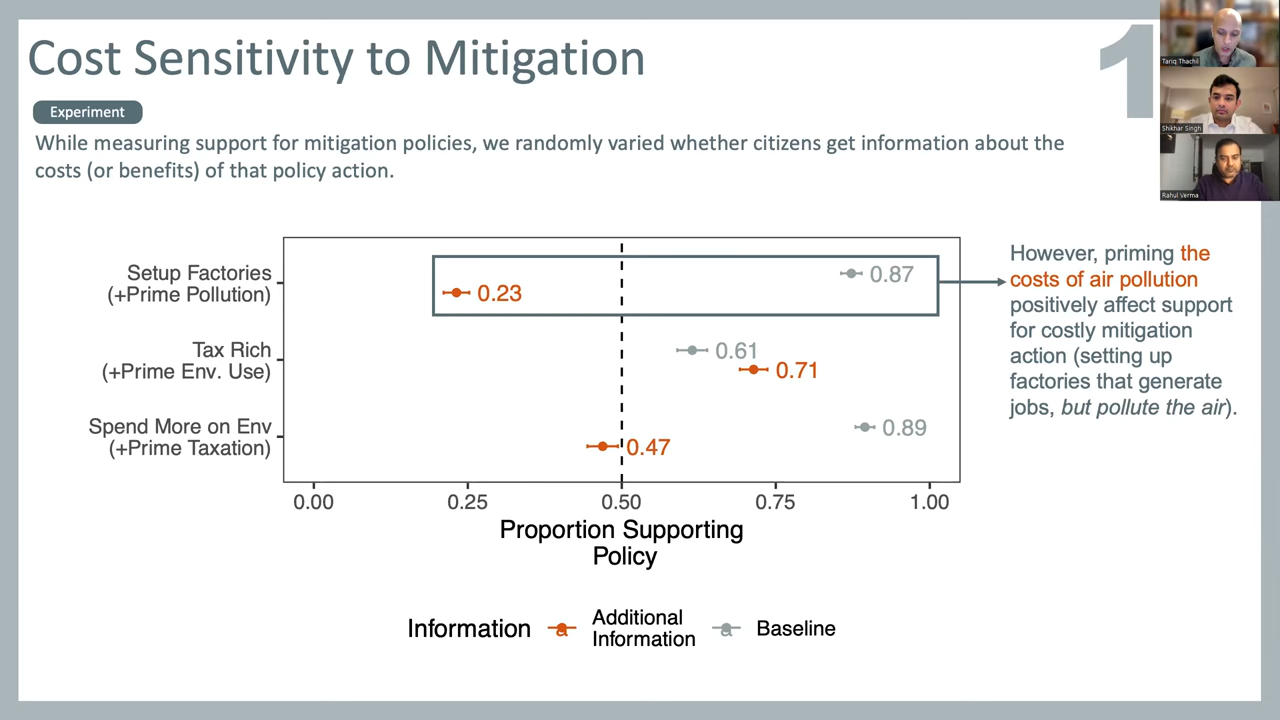 Cost Sensitivity to Mitigation
1
Experiment
While measuring support for mitigation policies, we randomly varied whether citizens get information about the
costs (or benefits) of that policy action.
Tariq Thachil
Shikhar Singh
Rahul Verma
Setup Factories
(+Prime Pollution)
0.87
0.23
Tax Rich
(+Prime Env. Use)
0.61
0.71
Spend More on Env
(+Prime Taxation)
0.89
0.47
0.00 0.25 0.50 0.75 1.00
Proportion Supporting
Policy
However, priming the
costs of air pollution
positively affect support
for costly mitigation
action (setting up
factories that generate
jobs, but pollute the air).
Information
a
Additional
Information
a
Baseline